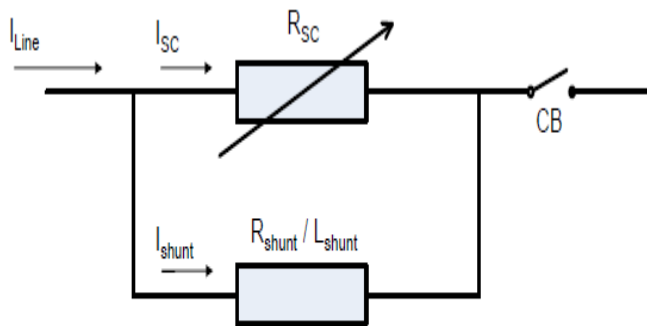 I_Line
I_SC
R_SC
CB
I_shunt
R_shunt / L_shunt